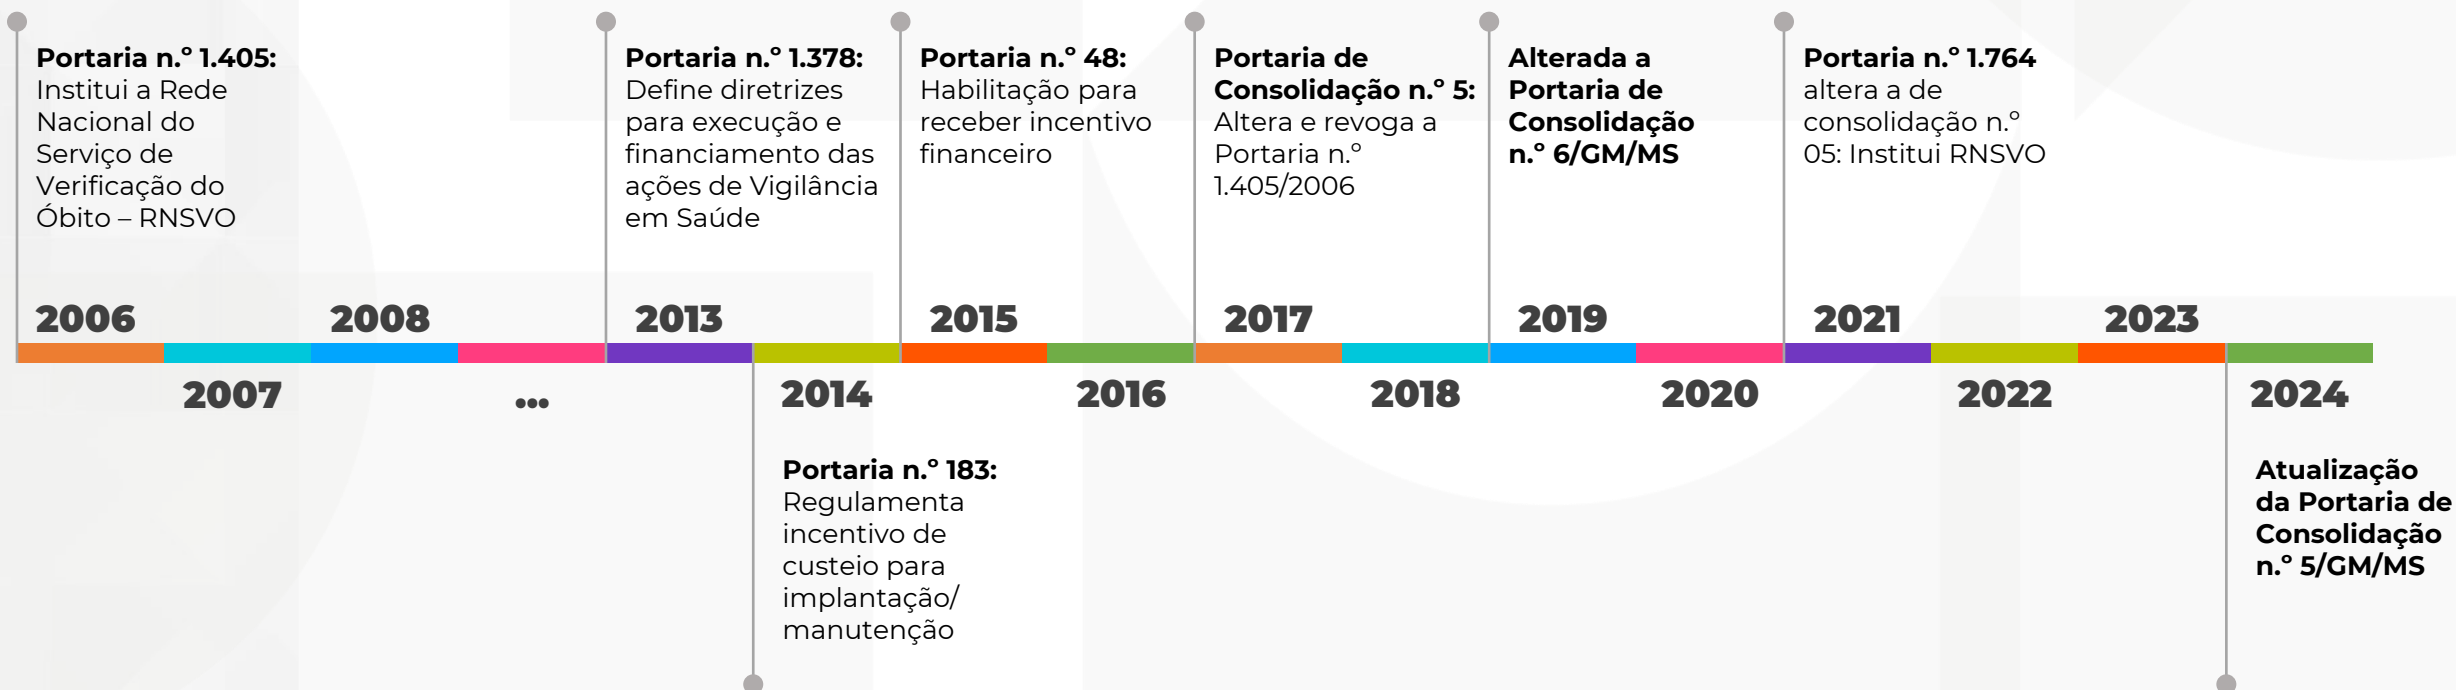 Portaria n.º 1.405:
Institui a Rede
Nacional do
Serviço de
Verificação do
Óbito – RNSVO
Portaria n.º 1.378:
Define diretrizes
para execução e
financiamento das
ações de Vigilância
em Saúde
Portaria n.º 48:
Habilitação para
receber incentivo
financeiro
Portaria de
Consolidação n.º 5:
Altera e revoga a
Portaria n.º
1.405/2006
Alterada a
Portaria de
Consolidação
n.º 6/GM/MS
Portaria n.º 1.764
altera a de
consolidação n.º
05: Institui RNSVO
2006
2008
2013
2015
2017
2019
2021
2023
2007
...
2014
2016
2018
2020
2022
2024
Portaria n.º 183:
Regulamenta
incentivo de
custeio para
implantação/
manutenção
Atualização
da Portaria de
Consolidação
n.º 5/GM/MS